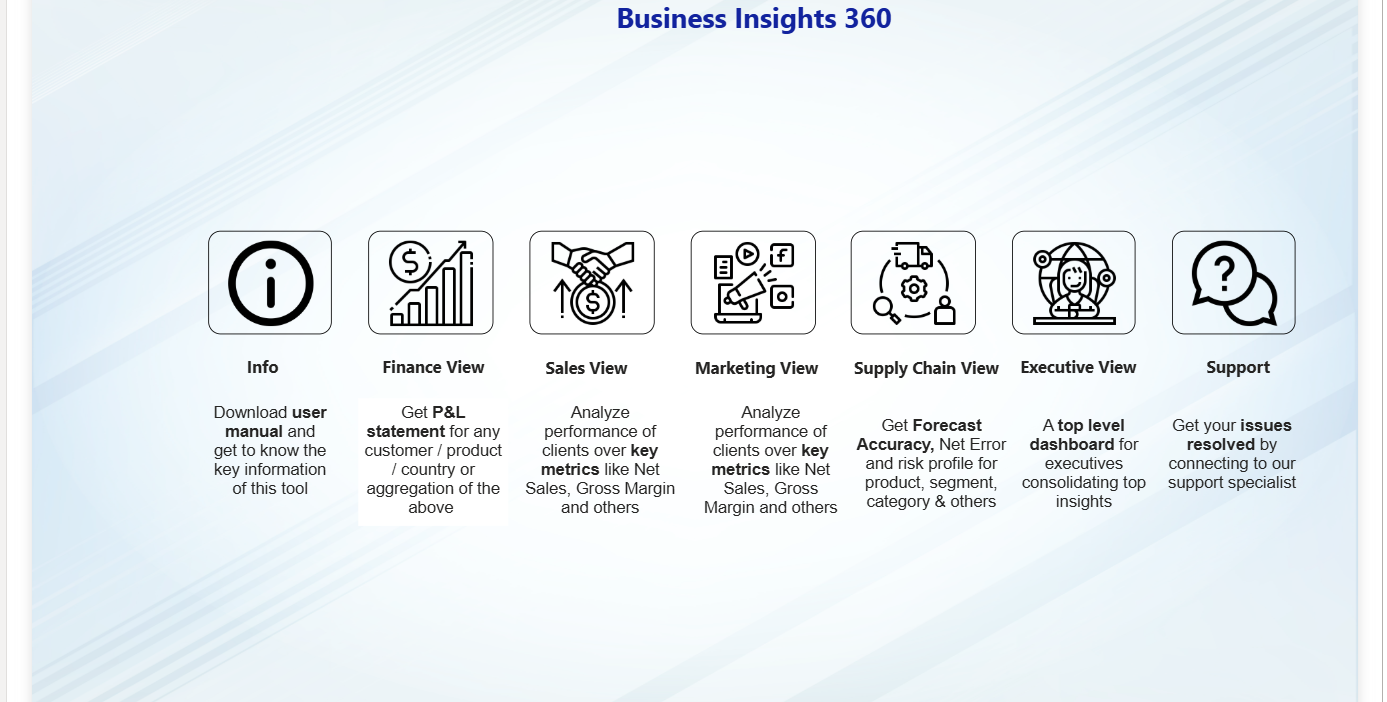 Business Insights 360
Info
Download user
manual and
get to know the
key information
of this tool
Finance View
Get P&L
statement for any
customer / product
/ country or
aggregation of the
above
Sales View
Analyze
performance of
clients over key
metrics like Net
Sales, Gross Margin
and others
Marketing View
Analyze
performance of
clients over key
metrics like Net
Sales, Gross
Margin and others
Supply Chain View
Get Forecast
Accuracy, Net Error
and risk profile for
product, segment,
category & others
Executive View
A top level
dashboard for
executives
consolidating top
insights
Support
Get your issues
resolved by
connecting to our
support specialist